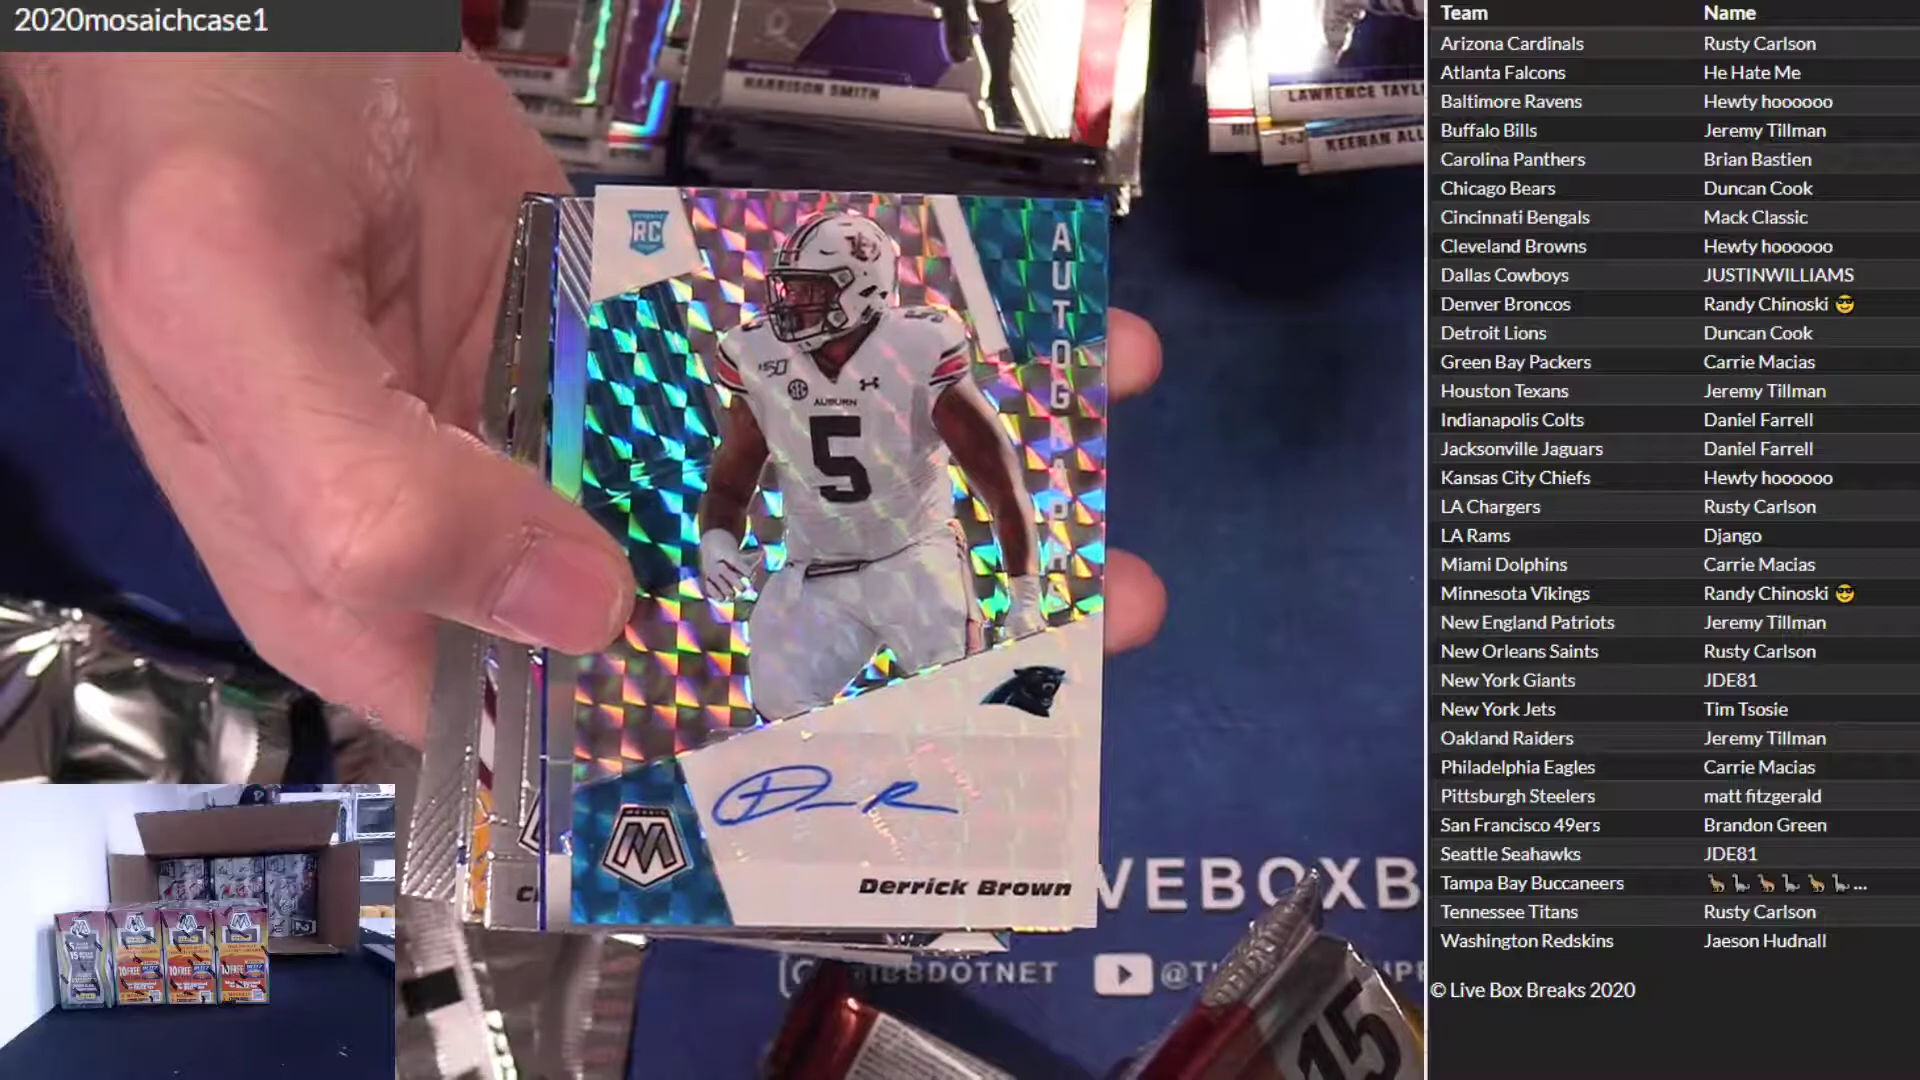 2020mosaichcase1
HARRISON SMITH
LAWRENCE TAYL
KEENAN ALL
RC
AUTOGRAPHS
150
SEC
AUBURN
5
MOSAIC
M
Derrick Brown
VEBOXB
BBDOTNET
15
Team Name
Arizona Cardinals Rusty Carlson
Atlanta Falcons He Hate Me
Baltimore Ravens Hewty hoooooo
Buffalo Bills Jeremy Tillman
Carolina Panthers Brian Bastien
Chicago Bears Duncan Cook
Cincinnati Bengals Mack Classic
Cleveland Browns Hewty hoooooo
Dallas Cowboys JUSTINWILLIAMS
Denver Broncos Randy Chinoski 😎
Detroit Lions Duncan Cook
Green Bay Packers Carrie Macias
Houston Texans Jeremy Tillman
Indianapolis Colts Daniel Farrell
Jacksonville Jaguars Daniel Farrell
Kansas City Chiefs Hewty hoooooo
LA Chargers Rusty Carlson
LA Rams Django
Miami Dolphins Carrie Macias
Minnesota Vikings Randy Chinoski 😎
New England Patriots Jeremy Tillman
New Orleans Saints Rusty Carlson
New York Giants JDE81
New York Jets Tim Tsosie
Oakland Raiders Jeremy Tillman
Philadelphia Eagles Carrie Macias
Pittsburgh Steelers matt fitzgerald
San Francisco 49ers Brandon Green
Seattle Seahawks JDE81
Tampa Bay Buccaneers 🦒🦕🦒🦕🦒🦕...
Tennessee Titans Rusty Carlson
Washington Redskins Jaeson Hudnall
© Live Box Breaks 2020